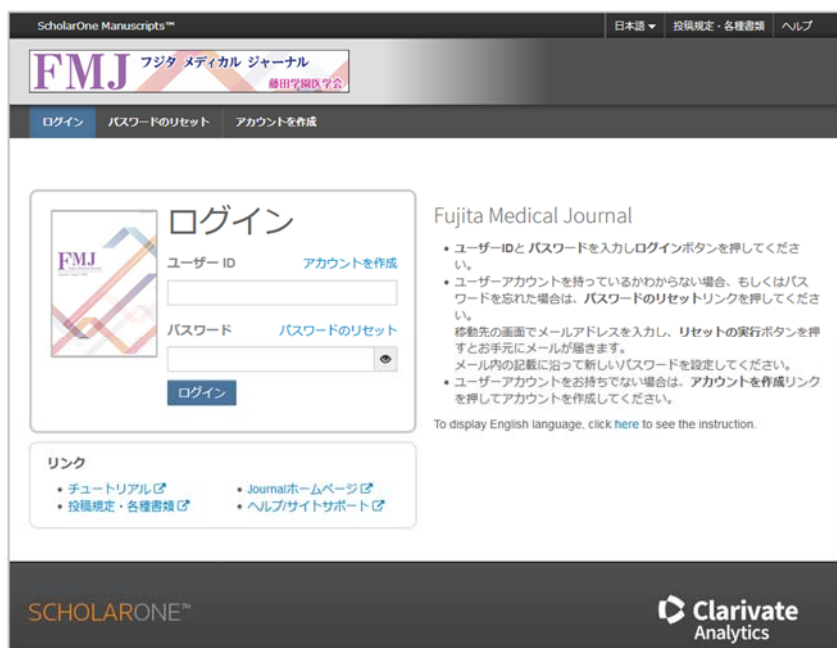 ScholarOne Manuscripts™
日本語 投稿規定・各種書類 ヘルプ
FMJ フジタ メディカル ジャーナル
藤田学園医学会
ログイン パスワードのリセット アカウントを作成
FMJ
ログイン
ユーザー ID アカウントを作成
パスワード パスワードのリセット
ログイン
Fujita Medical Journal
• ユーザーIDと パスワードを入力しログインボタンを押してくださ
い。
• ユーザーアカウントを持っているかわからない場合、もしくはパス
ワードを忘れた場合は、パスワードのリセットリンクを押してくださ
い。
移動先の画面でメールアドレスを入力し、リセットの実行ボタンを押
すとお手元にメールが届きます。
メール内の記載に沿って新しいパスワードを設定してください。
• ユーザーアカウントをお持ちでない場合は、アカウントを作成リンク
を押してアカウントを作成してください。
To display English language, click here to see the instruction.
リンク
• チュートリアル
• 投稿規定・各種書類
• Journalホームページ
• ヘルプ/サイトサポート
SCHOLARONE™
Clarivate
Analytics